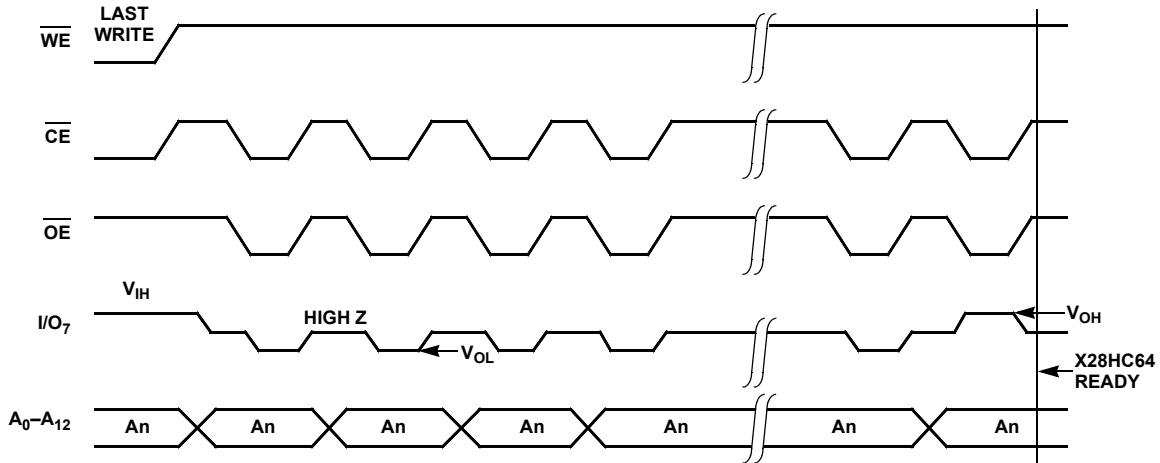 LAST
WRITE
WE
CE
OE
VIH
I/O7
HIGH Z
VOL
VOH
X28HC64
READY
A0–A12
An An An An An An An